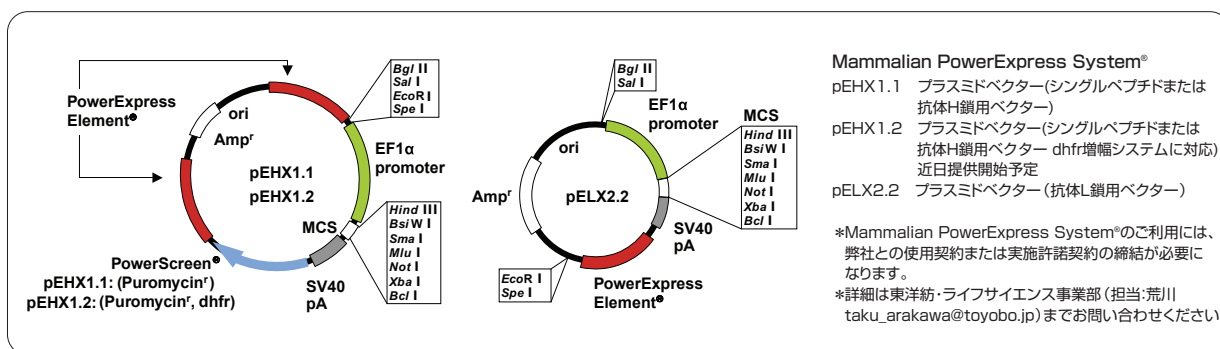 PowerExpress
Element®
ori
Ampʳ
pEHX1.1
pEHX1.2
Bgl II
Sal I
EcoR I
Spe I
EF1α
promoter
MCS
Hind III
BsiW I
Sma I
Mlu I
Not I
Xba I
Bcl I
SV40
pA
PowerScreen®
pEHX1.1: (Puromycinʳ)
pEHX1.2: (Puromycinʳ, dhfr)
Bgl II
Sal I
EF1α
promoter
ori
Ampʳ
pELX2.2
MCS
Hind III
BsiW I
Sma I
Mlu I
Not I
Xba I
Bcl I
SV40
pA
EcoR I
Spe I
PowerExpress
Element®
Mammalian PowerExpress System®
pEHX1.1 プラスミドベクター(シングルペプチドまたは
抗体H鎖用ベクター)
pEHX1.2 プラスミドベクター(シングルペプチドまたは
抗体H鎖用ベクター dhfr増幅システムに対応)
近日提供開始予定
pELX2.2 プラスミドベクター(抗体L鎖用ベクター)
*Mammalian PowerExpress System®のご利用には、
弊社との使用契約または実施許諾契約の締結が必要に
なります。
*詳細は東洋紡・ライフサイエンス事業部(担当:荒川
taku_arakawa@toyobo.jp)までお問い合わせください